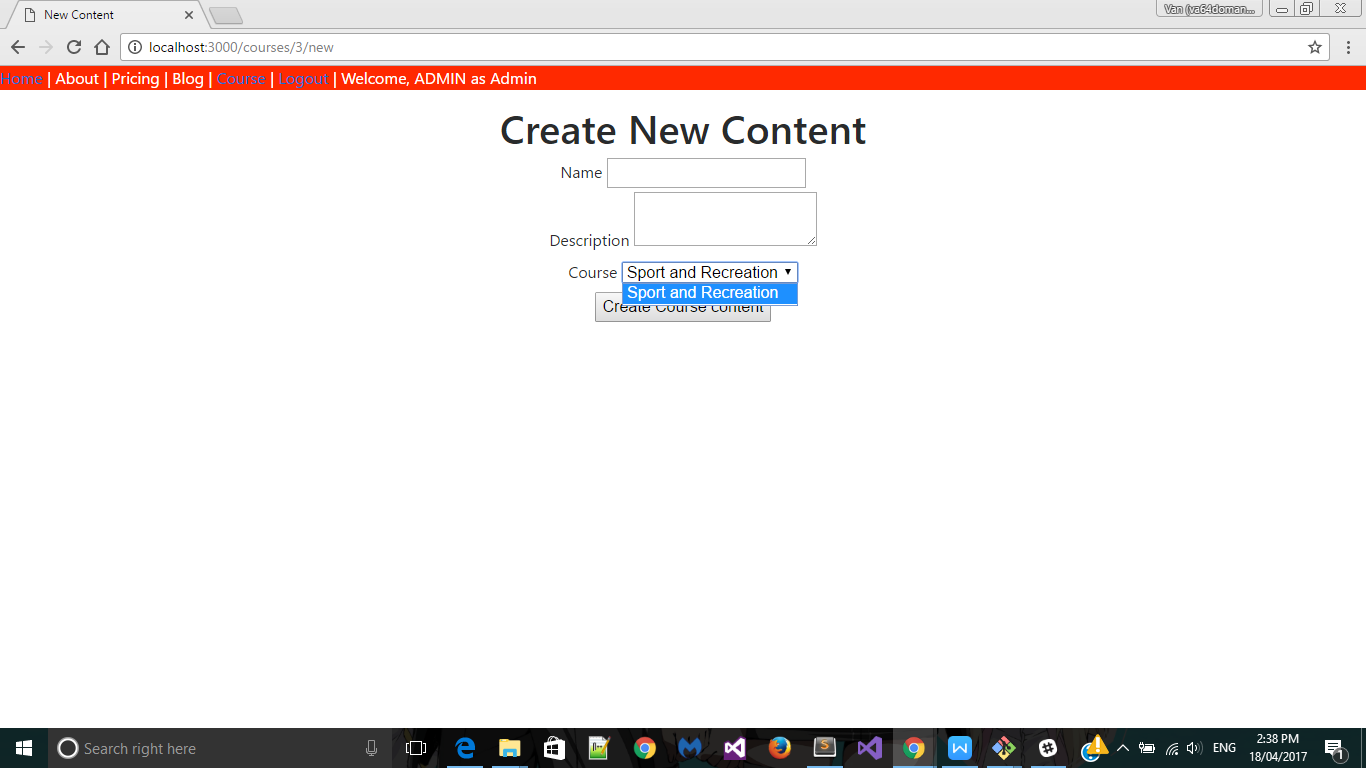 New Content
Van (va64doman...
localhost:3000/courses/3/new
Home | About | Pricing | Blog | Course | Logout | Welcome, ADMIN as Admin
Create New Content
Name
Description
Course Sport and Recreation
Sport and Recreation
Create Course content
Search right here
ENG
2:38 PM
18/04/2017
1